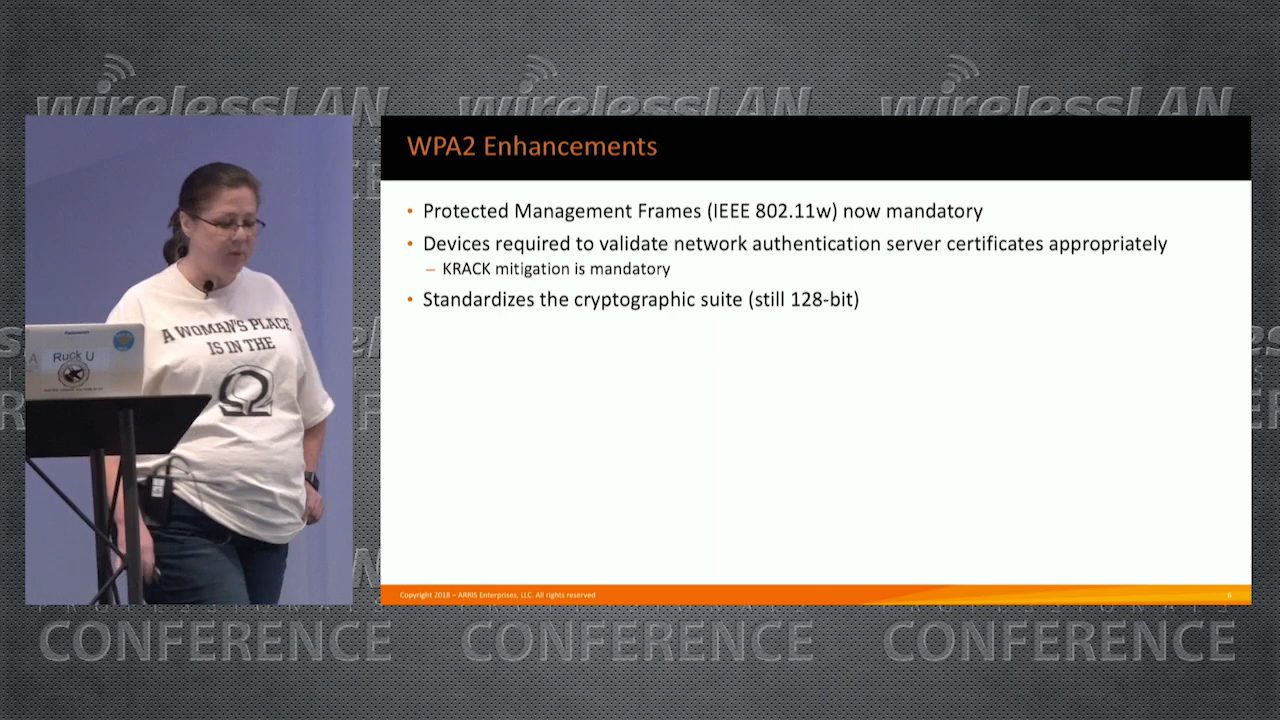 wirelessLAN wirelessLAN wirelessLAN
WPA2 Enhancements
• Protected Management Frames (IEEE 802.11w) now mandatory
• Devices required to validate network authentication server certificates appropriately
– KRACK mitigation is mandatory
• Standardizes the cryptographic suite (still 128-bit)
A WOMAN'S PLACE
IS IN THE
Ω
Ruck U
Copyright 2018 – ARRIS Enterprises, LLC. All rights reserved
6
CONFERENCE CONFERENCE CONFERENCE